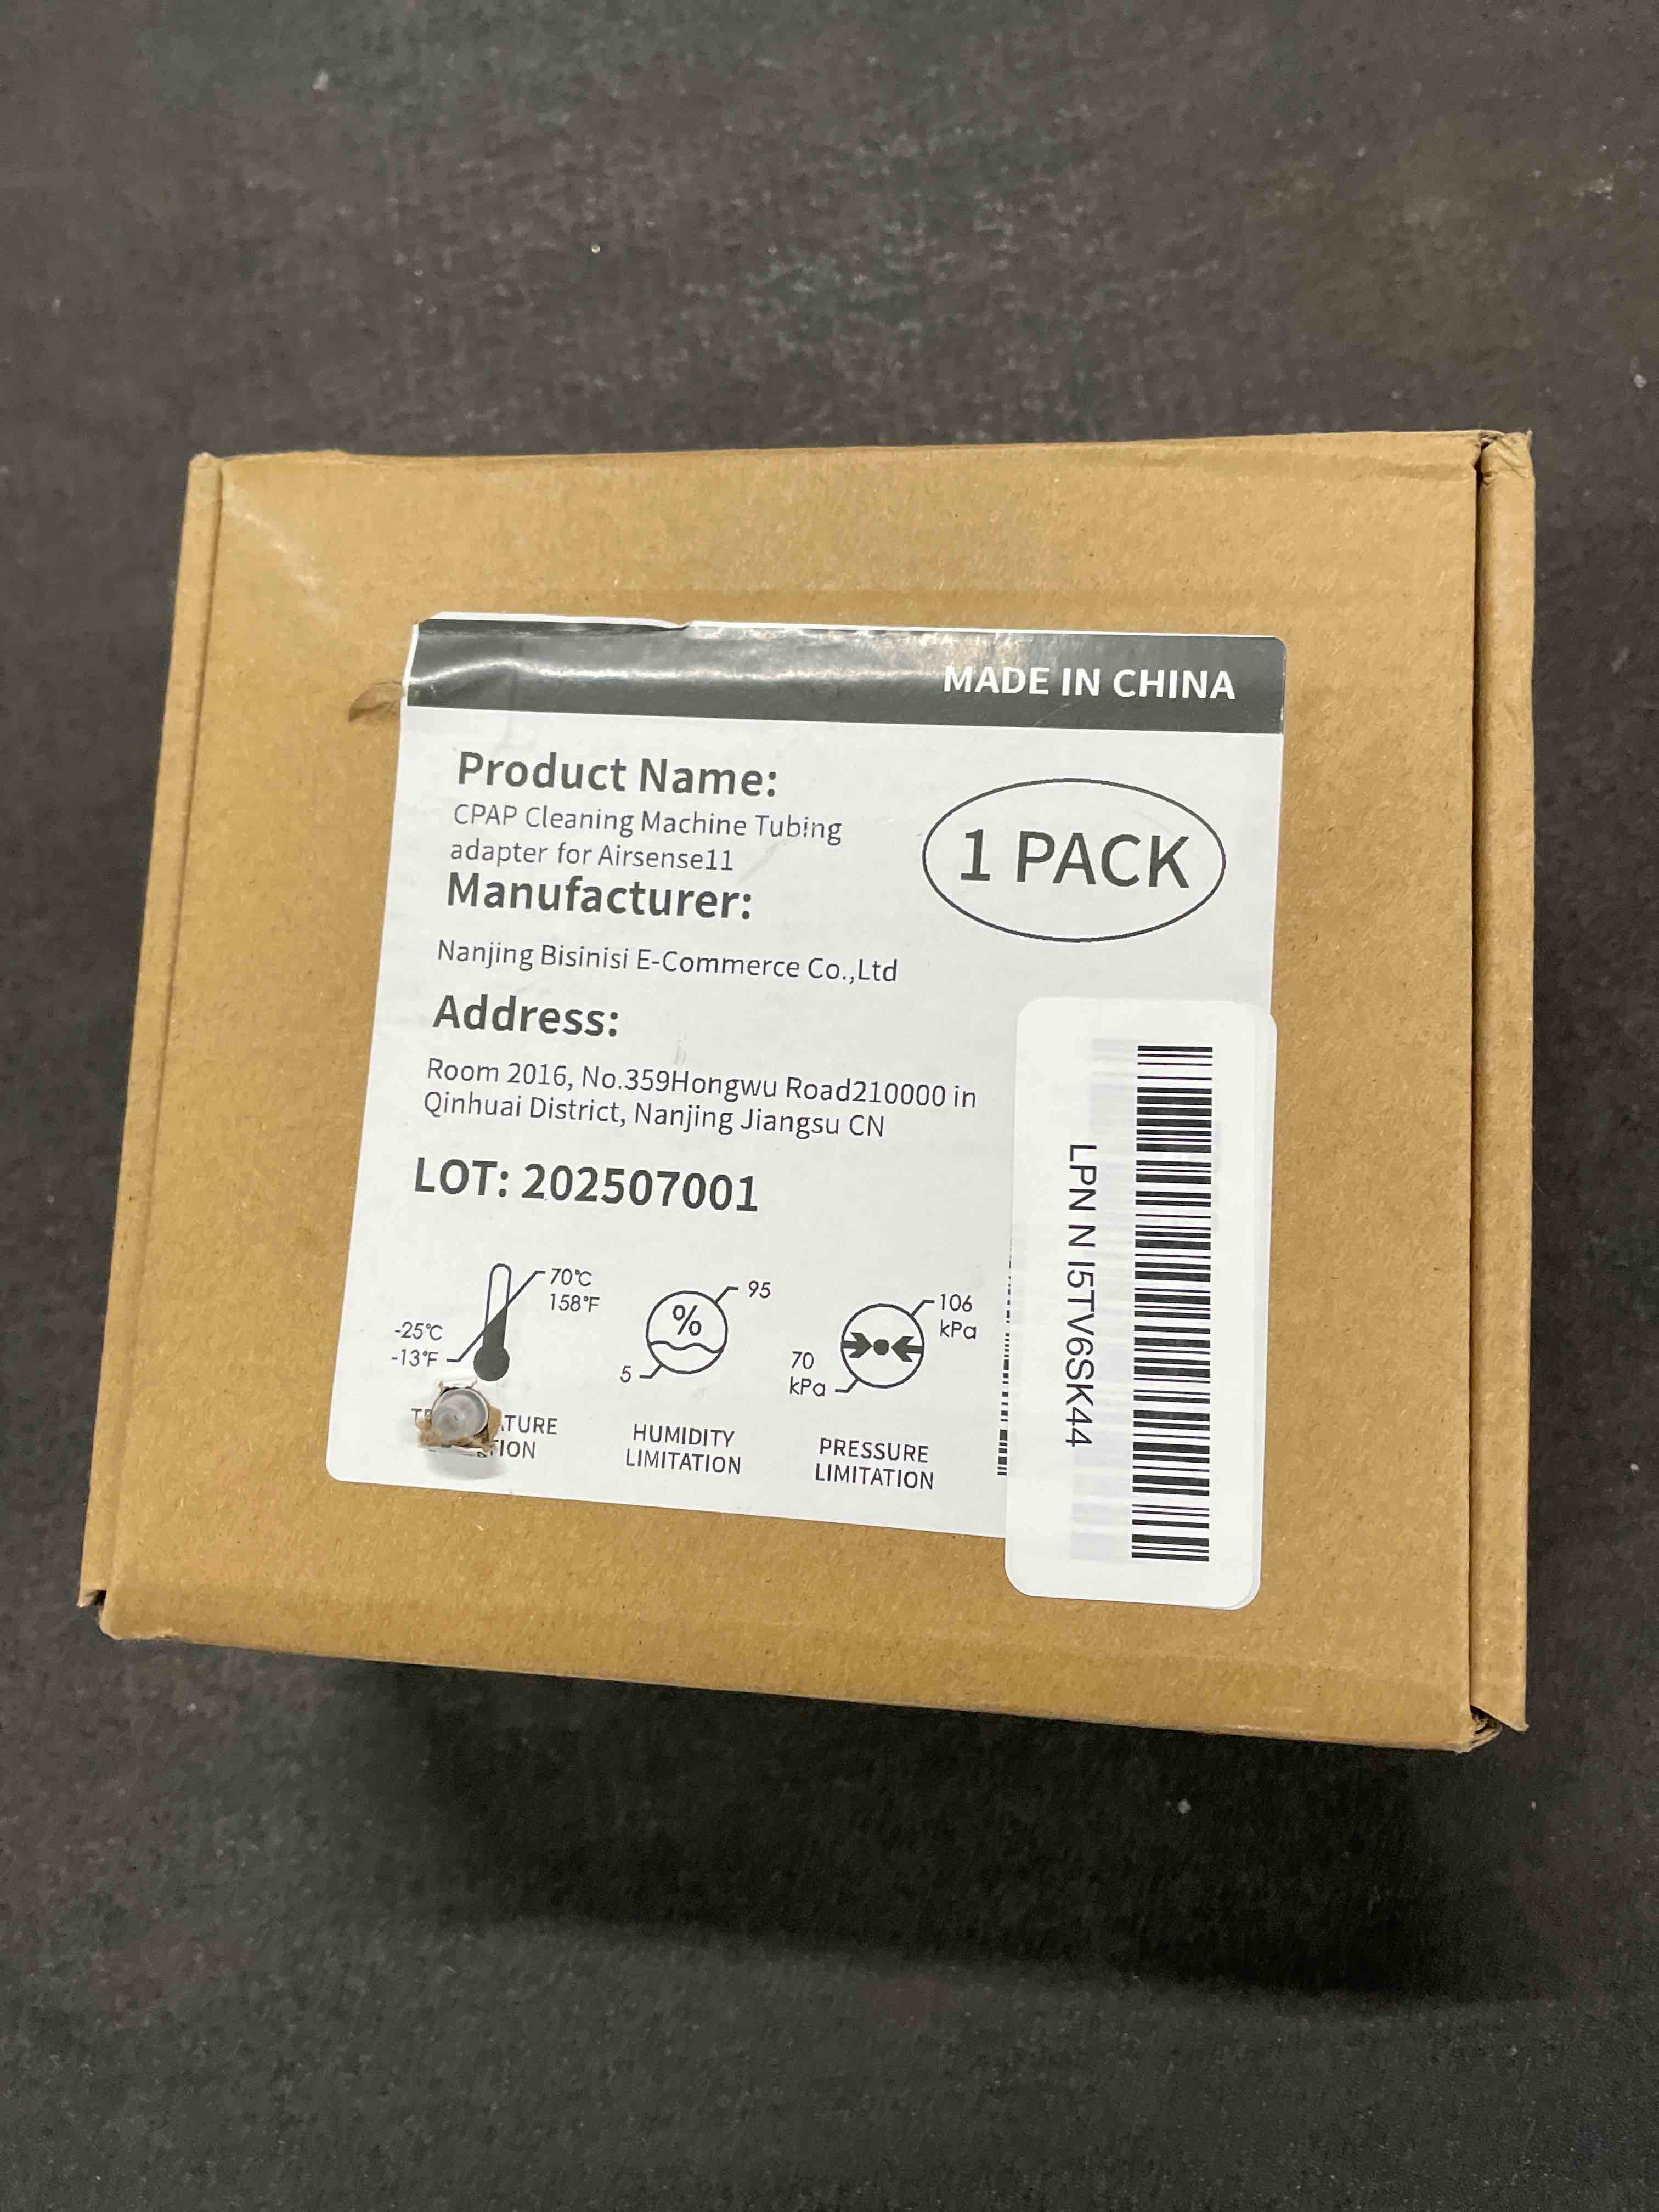 MADE IN CHINA
Product Name:
CPAP Cleaning Machine Tubing
adapter for Airsense11
1 PACK
Manufacturer:
Nanjing Bisinisi E-Commerce Co.,Ltd
Address:
Room 2016, No.359Hongwu Road210000 in
Qinhuai District, Nanjing Jiangsu CN
LOT: 202507001
70℃
158℉
-25℃
-13℉
%
95
5
106
kPa
70
kPa
HUMIDITY
LIMITATION
PRESSURE
LIMITATION
LPN N I5TV6SK44